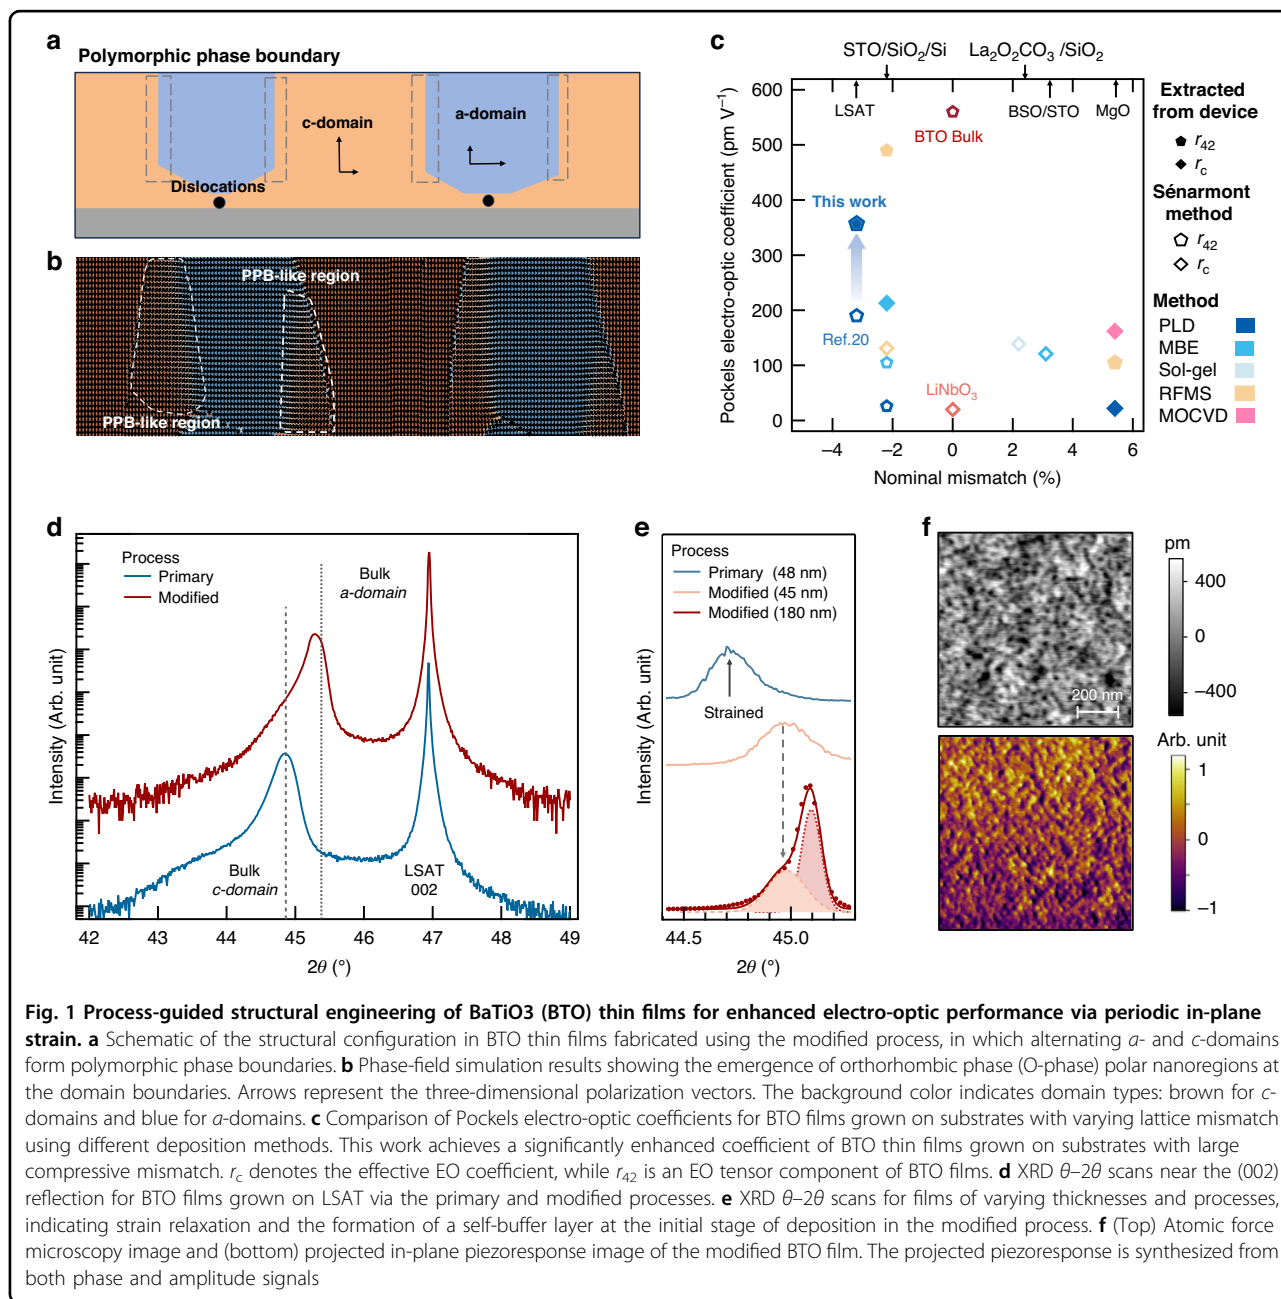 a
Polymorphic phase boundary
c-domain
a-domain
Dislocations
b
PPB-like region
PPB-like region
c
STO/SiO2/Si
La2O2CO3 /SiO2
LSAT
BSO/STO
MgO
BTO Bulk
This work
Ref.20
LiNbO3
Pockels electro-optic coefficient (pm V−1)
600
500
400
300
200
100
0
−4
−2
0
2
4
6
Nominal mismatch (%)
Extracted
from device
r42
rc
Sénarmont
method
r42
rc
Method
PLD
MBE
Sol-gel
RFMS
MOCVD
d
Process
Primary
Modified
Bulk
a-domain
Bulk
c-domain
LSAT
002
Intensity (Arb. unit)
42
43
44
45
46
47
48
49
2θ (°)
e
Process
Primary (48 nm)
Modified (45 nm)
Modified (180 nm)
Strained
Intensity (Arb. unit)
44.5
45.0
2θ (°)
f
200 nm
pm
400
0
−400
Arb. unit
1
0
−1
Fig. 1 Process-guided structural engineering of BaTiO3 (BTO) thin films for enhanced electro-optic performance via periodic in-plane
strain. a Schematic of the structural configuration in BTO thin films fabricated using the modified process, in which alternating a- and c-domains
form polymorphic phase boundaries. b Phase-field simulation results showing the emergence of orthorhombic phase (O-phase) polar nanoregions at
the domain boundaries. Arrows represent the three-dimensional polarization vectors. The background color indicates domain types: brown for c-
domains and blue for a-domains. c Comparison of Pockels electro-optic coefficients for BTO films grown on substrates with varying lattice mismatch
using different deposition methods. This work achieves a significantly enhanced coefficient of BTO thin films grown on substrates with large
compressive mismatch. rc denotes the effective EO coefficient, while r42 is an EO tensor component of BTO films. d XRD θ–2θ scans near the (002)
reflection for BTO films grown on LSAT via the primary and modified processes. e XRD θ–2θ scans for films of varying thicknesses and processes,
indicating strain relaxation and the formation of a self-buffer layer at the initial stage of deposition in the modified process. f (Top) Atomic force
microscopy image and (bottom) projected in-plane piezoresponse image of the modified BTO film. The projected piezoresponse is synthesized from
both phase and amplitude signals